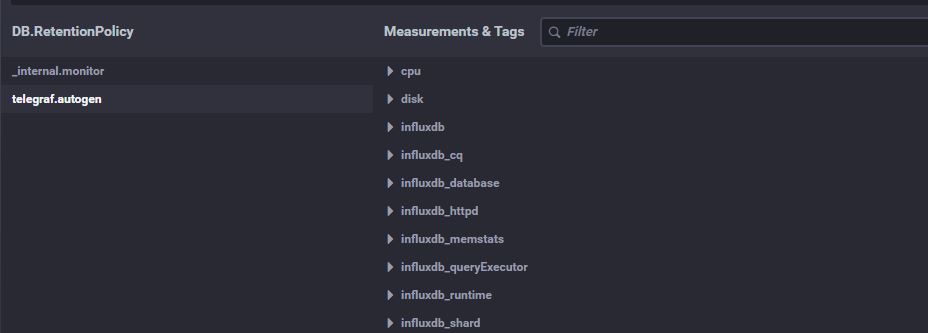 DB.RetentionPolicy
Measurements & Tags
Filter
_internal.monitor
telegraf.autogen
cpu
disk
influxdb
influxdb_cq
influxdb_database
influxdb_httpd
influxdb_memstats
influxdb_queryExecutor
influxdb_runtime
influxdb_shard